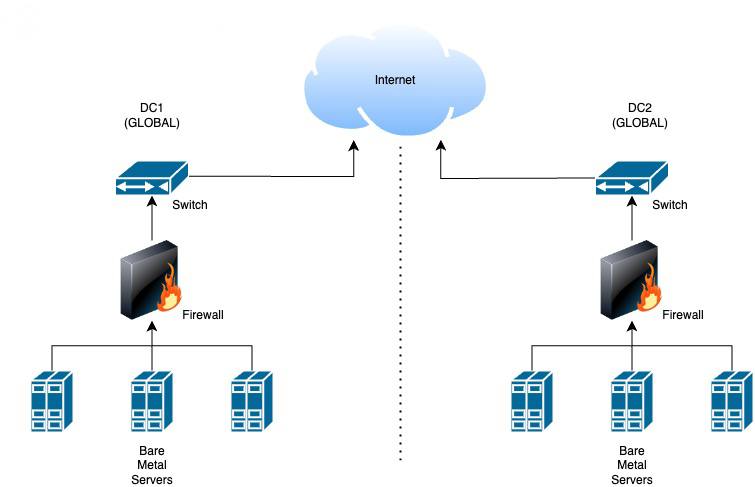 Internet
DC1
(GLOBAL)
Switch
Firewall
Bare
Metal
Servers
DC2
(GLOBAL)
Switch
Firewall
Bare
Metal
Servers